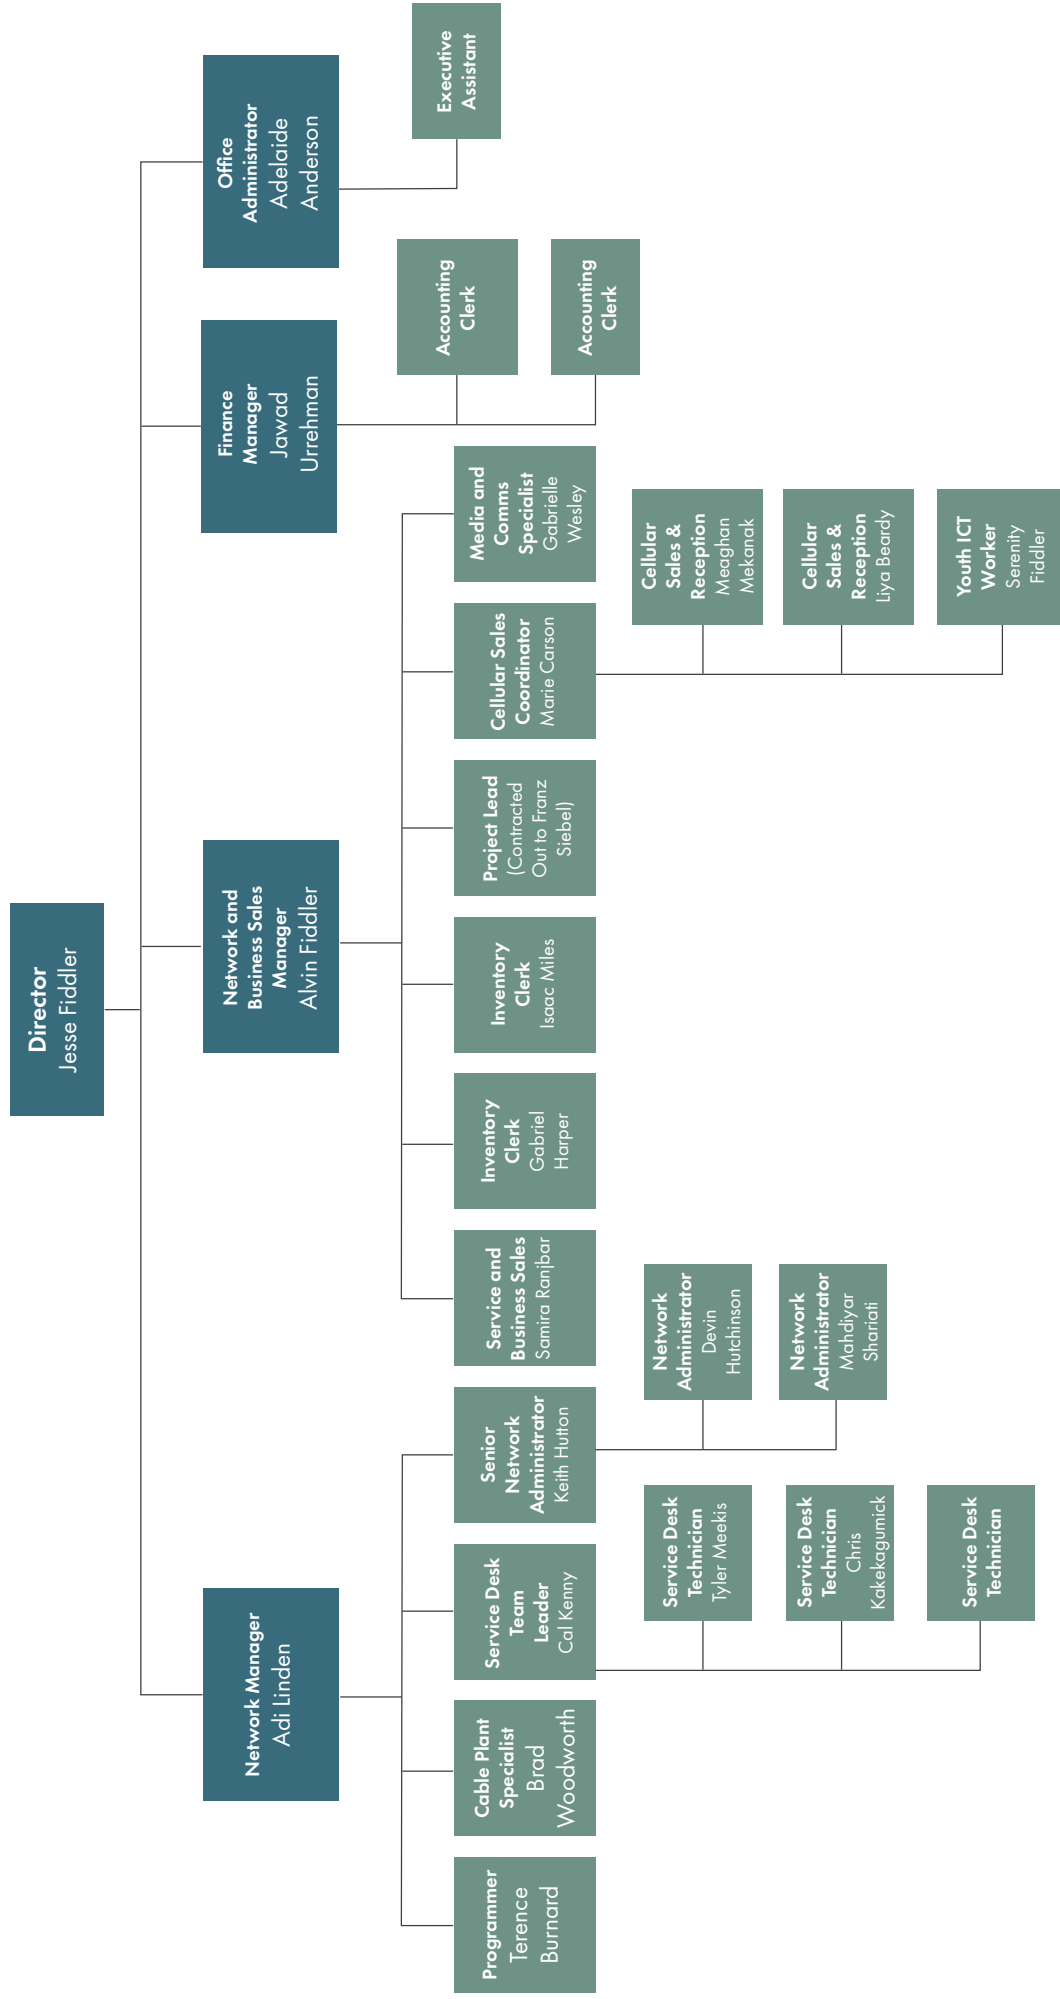 Director
Jesse Fiddler
Network Manager
Adi Linden
Network and
Business Sales
Manager
Alvin Fiddler
Finance
Manager
Jawad
Urrehman
Office
Administrator
Adelaide
Anderson
Programmer
Terence
Burnard
Cable Plant
Specialist
Brad
Woodworth
Service Desk
Team
Leader
Cal Kenny
Senior
Network
Administrator
Keith Hutton
Service and
Business Sales
Samira Ranjbar
Inventory
Clerk
Gabriel
Harper
Inventory
Clerk
Isaac Miles
Project Lead
(Contracted
Out to Franz
Siebel)
Cellular Sales
Coordinator
Marie Carson
Media and
Comms
Specialist
Gabrielle
Wesley
Accounting
Clerk
Accounting
Clerk
Executive
Assistant
Service Desk
Technician
Tyler Meekis
Service Desk
Technician
Chris
Kakekagumick
Service Desk
Technician
Network
Administrator
Devin
Hutchinson
Network
Administrator
Mahdiyar
Shariati
Cellular
Sales &
Reception
Meaghan
Mekanak
Cellular
Sales &
Reception
Liya Beardy
Youth ICT
Worker
Serenity
Fiddler